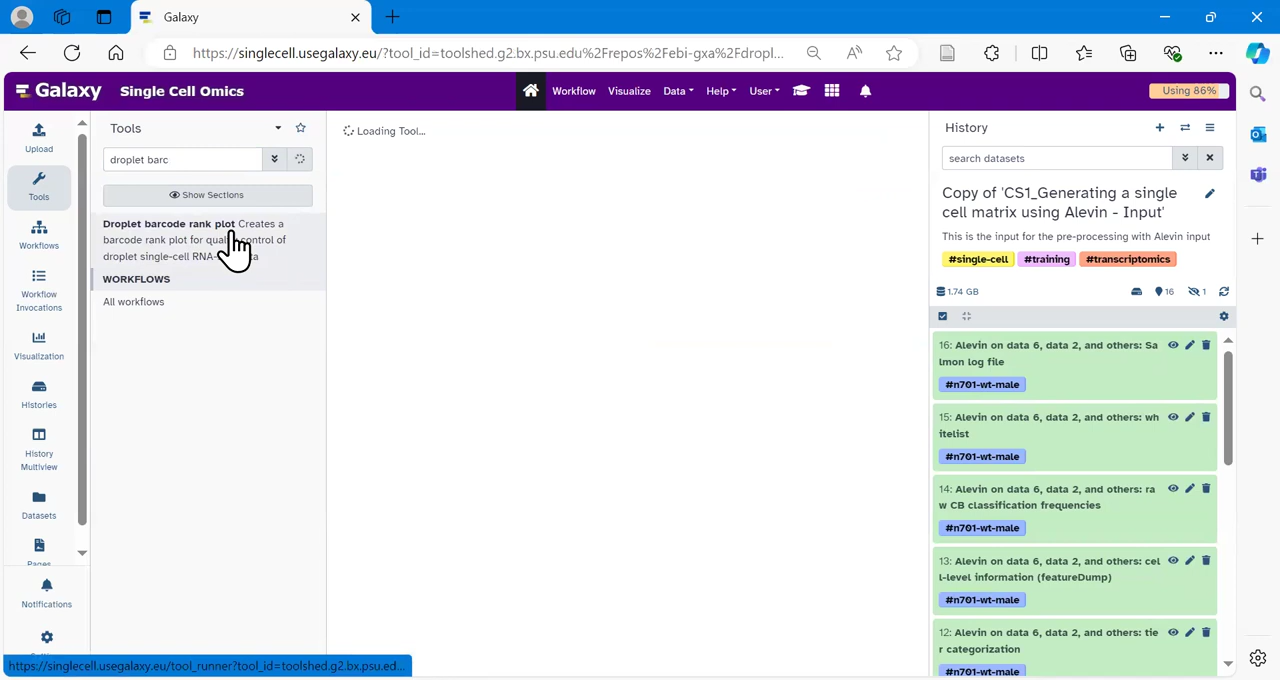 Galaxy
https://singlecell.usegalaxy.eu/?tool_id=toolshed.g2.bx.psu.edu%2Frepos%2Febi-gxa%2Fdropl...
Galaxy Single Cell Omics
Workflow Visualize Data Help User
Using 86%
Upload
Tools
Workflows
Workflow
Invocations
Visualization
Histories
History
Multiview
Datasets
Pages
Notifications
Tools
droplet barc
Show Sections
Droplet barcode rank plot Creates a
barcode rank plot for control of
droplet single-cell
WORKFLOWS
All workflows
Loading Tool...
History
search datasets
Copy of 'CS1_Generating a single
cell matrix using Alevin - Input'
This is the input for the pre-processing with Alevin input
#single-cell #training #transcriptomics
1.74 GB 16 1
16: Alevin on data 6, data 2, and others: Sa
lmon log file
#n701-wt-male
15: Alevin on data 6, data 2, and others: wh
itelist
#n701-wt-male
14: Alevin on data 6, data 2, and others: ra
w CB classification frequencies
#n701-wt-male
13: Alevin on data 6, data 2, and others: cel
l-level information (featureDump)
#n701-wt-male
12: Alevin on data 6, data 2, and others: tie
r categorization
#n701-wt-male
https://singlecell.usegalaxy.eu/tool_runner?tool_id=toolshed.g2.bx.psu.ed...